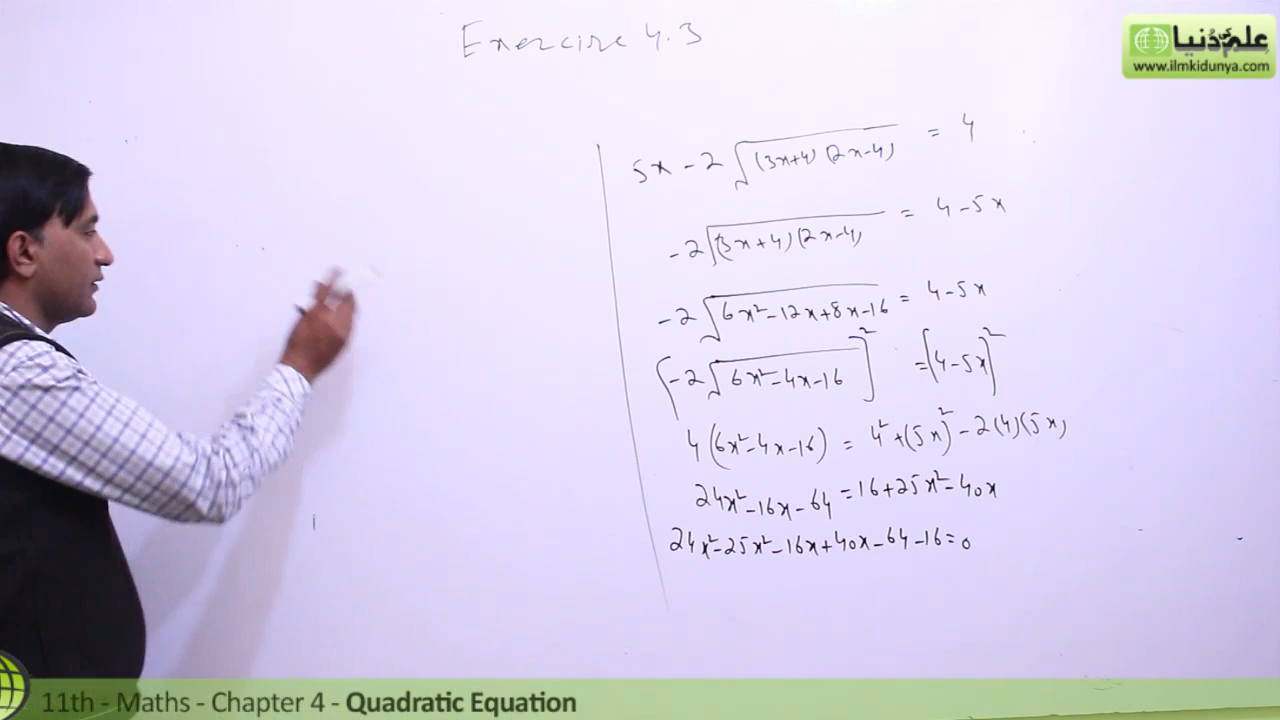 Exercise 4.3
علم کی دُنیا
www.ilmkidunya.com
5x - 2 √(3x+4) (2x-4) = 4
-2 √(3x+4) (2x-4) = 4-5x
-2 √6x²-12x+8x-16 = 4-5x
[-2 √6x²-4x-16]² = [4-5x]²
4(6x²-4x-16) = 4²+(5x)²-2(4)(5x)
24x²-16x-64 = 16+25x²-40x
24x²-25x²-16x+40x-64-16=0
11th - Maths - Chapter 4 - Quadratic Equation